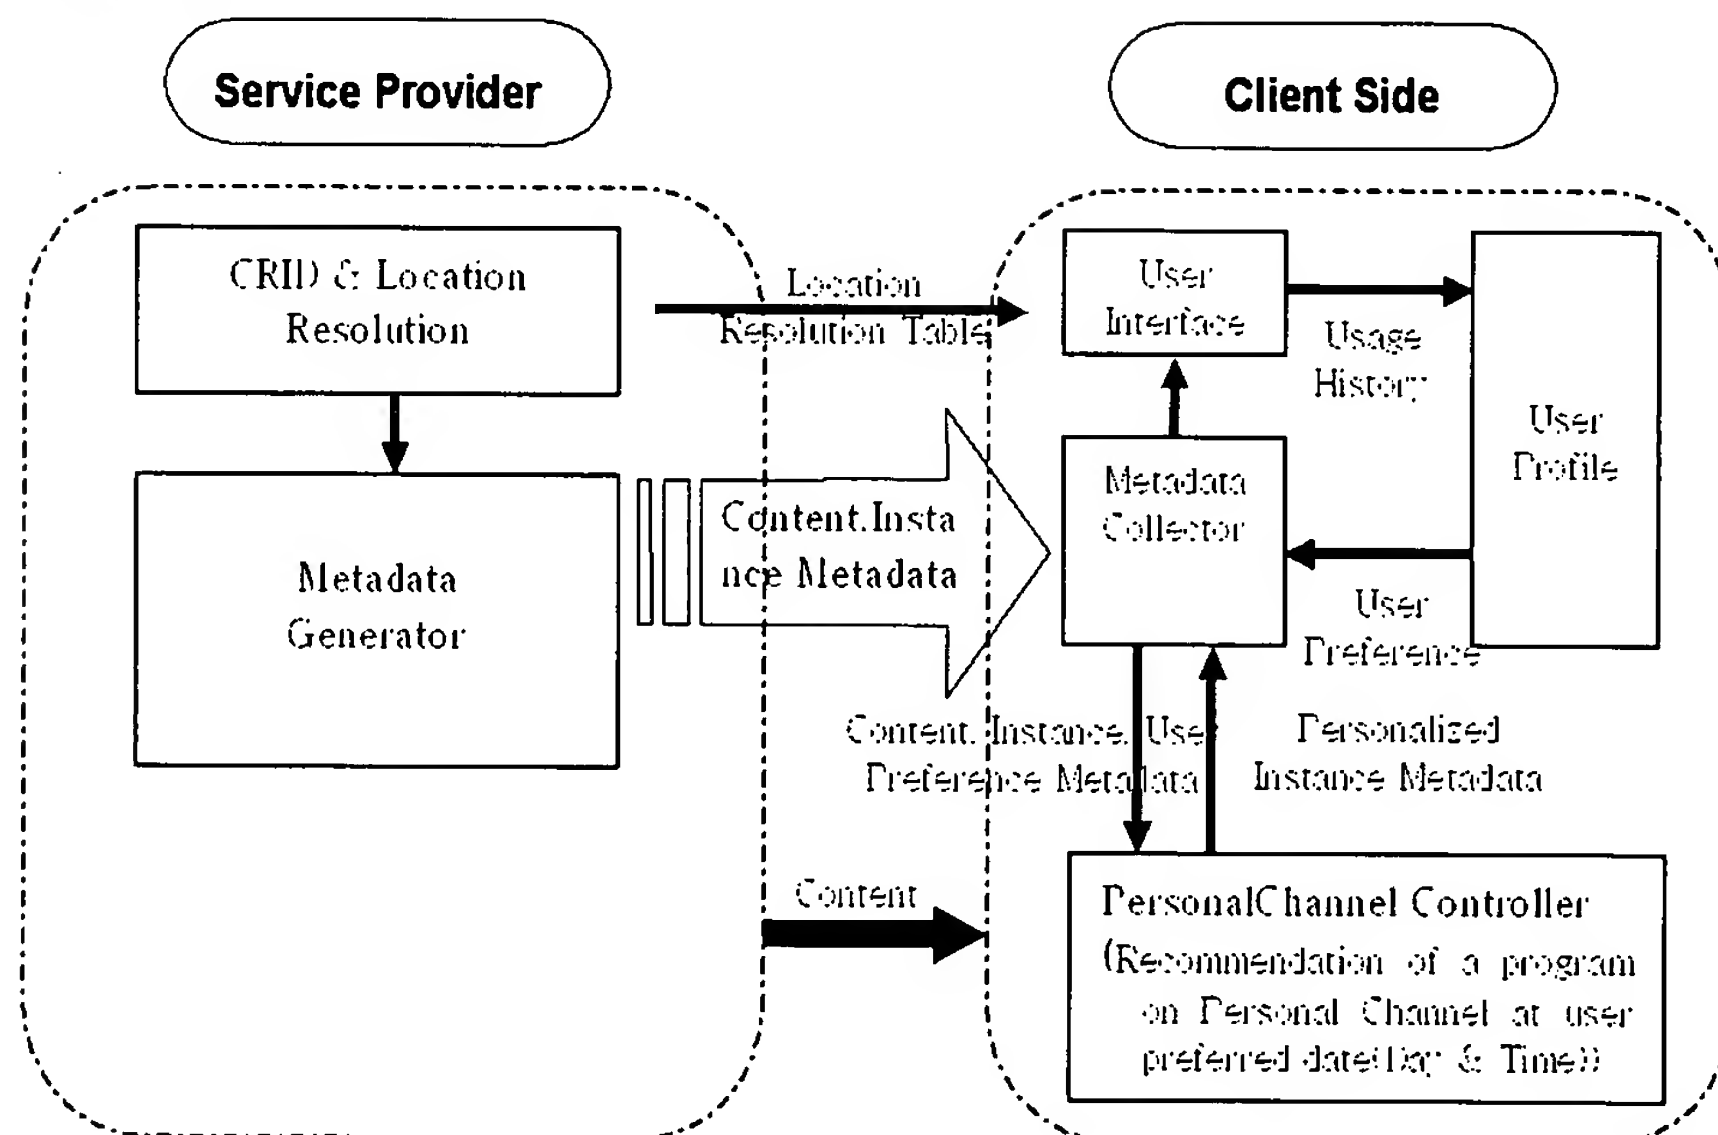 Service Provider
Client Side
CRID & Location
Resolution
Location
Resolution Table
User
Interface
Usage
History
User
Profile
Metadata
Generator
Content.Insta
nce Metadata
Metadata
Collector
User
Preference
Content. Instance. User
Preference Metadata
Personalized
Instance Metadata
Content
PersonalChannel Controller
(Recommendation of a program
on Personal Channel at user
preferred date(Day & Time))